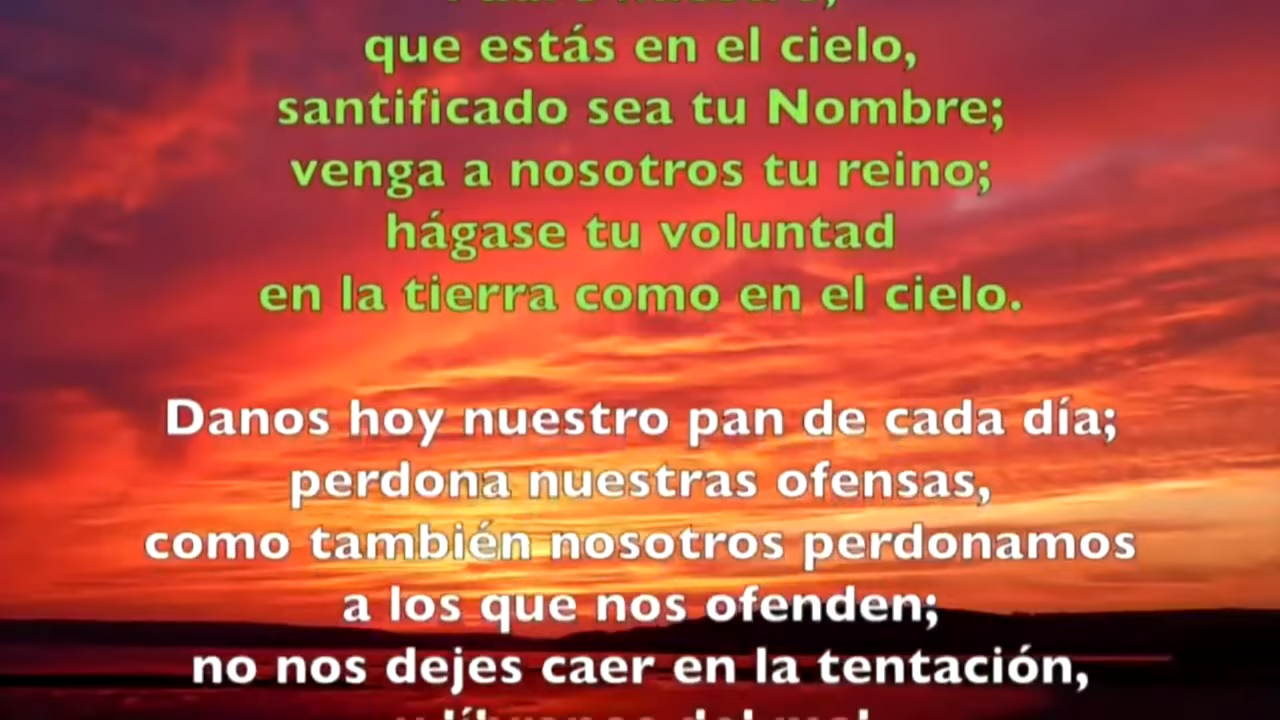 que estás en el cielo,
santificado sea tu Nombre;
venga a nosotros tu reino;
hágase tu voluntad
en la tierra como en el cielo.
Danos hoy nuestro pan de cada día;
perdona nuestras ofensas,
como también nosotros perdonamos
a los que nos ofenden;
no nos dejes caer en la tentación,